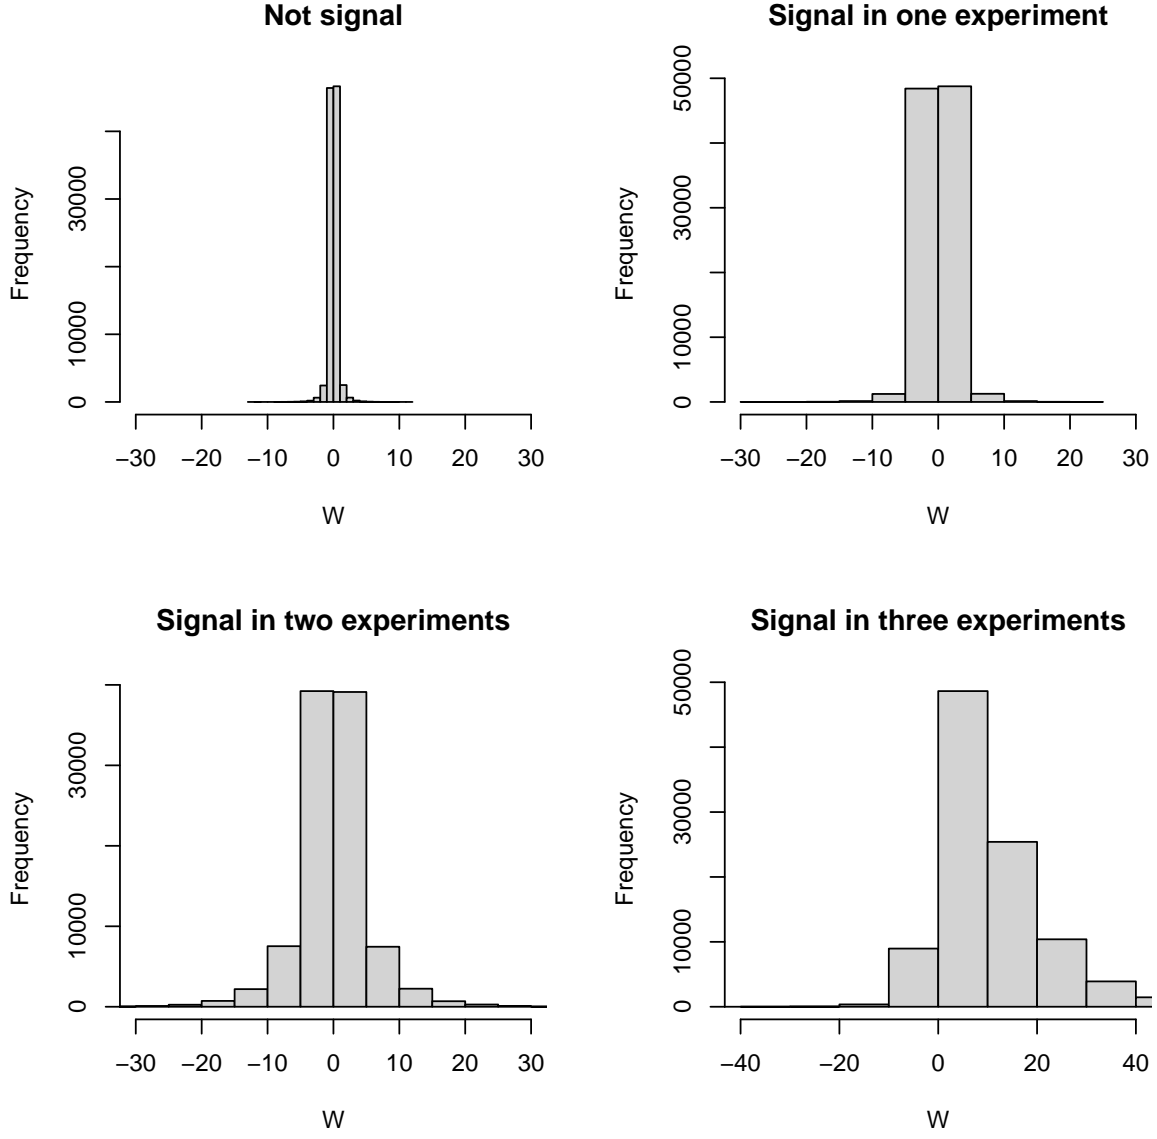 Not signal
Frequency
0
10000
30000
−30 −20 −10 0 10 20 30
W
Signal in one experiment
Frequency
0
10000
30000
50000
−30 −20 −10 0 10 20 30
W
Signal in two experiments
Frequency
0
10000
30000
−30 −20 −10 0 10 20 30
W
Signal in three experiments
Frequency
0
10000
30000
50000
−40 −20 0 20 40
W